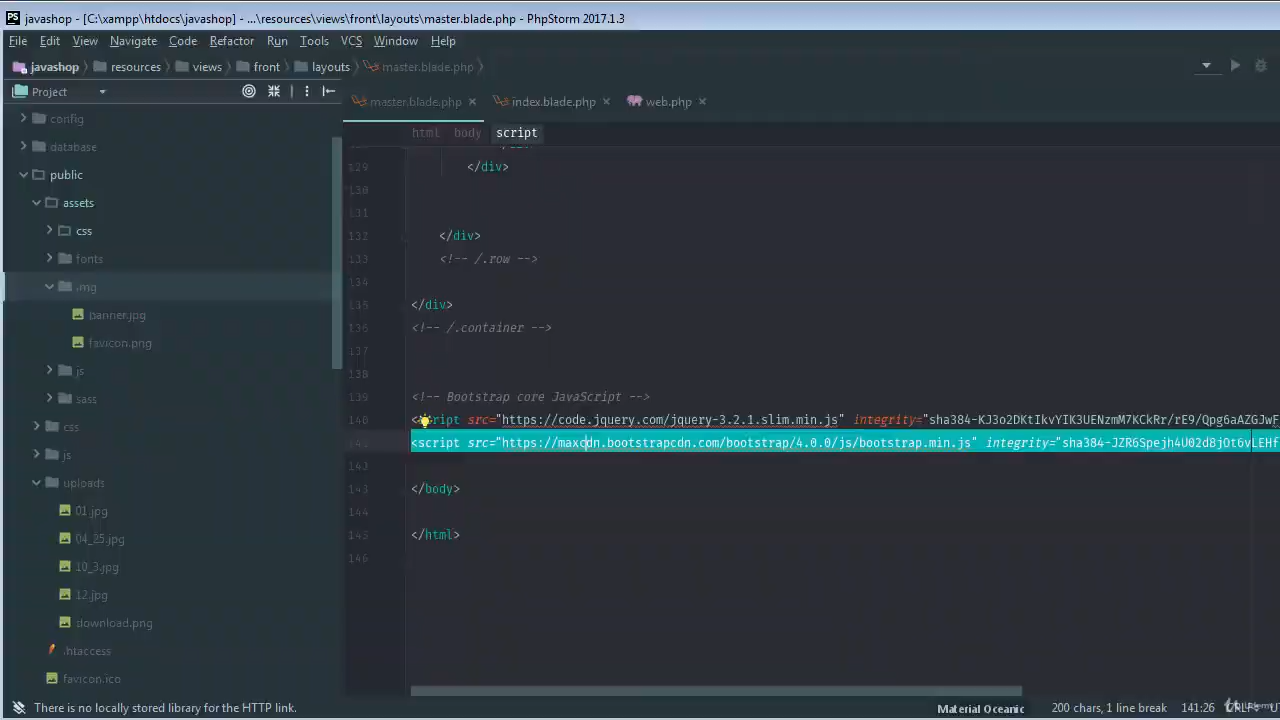 javashop - [C:\xampp\htdocs\javashop] - ...\resources\views\front\layouts\master.blade.php - PhpStorm 2017.1.3
File Edit View Navigate Code Refactor Run Tools VCS Window Help
javashop resources views front layouts master.blade.php
Project
master.blade.php index.blade.php web.php
html body script
config
database
public
assets
css
fonts
img
banner.jpg
favicon.png
js
sass
css
js
uploads
01.jpg
04_25.jpg
10_3.jpg
12.jpg
download.png
.htaccess
favicon.ico
129 </div>
130
131
132 </div>
133 <!-- /.row -->
134
135 </div>
136 <!-- /.container -->
137
138
139 <!-- Bootstrap core JavaScript -->
140 <script src="https://code.jquery.com/jquery-3.2.1.slim.min.js" integrity="sha384-KJ3o2DKtIkvYIK3UENzmM7KCkRr/rE9/Qpg6aAZGJwF
141 <script src="https://maxcdn.bootstrapcdn.com/bootstrap/4.0.0/js/bootstrap.min.js" integrity="sha384-JZR6Spejh4U02d8jOt6vLEHf
142
143 </body>
144
145 </html>
146
There is no locally stored library for the HTTP link.
Material Oceanic 200 chars, 1 line break 141:26